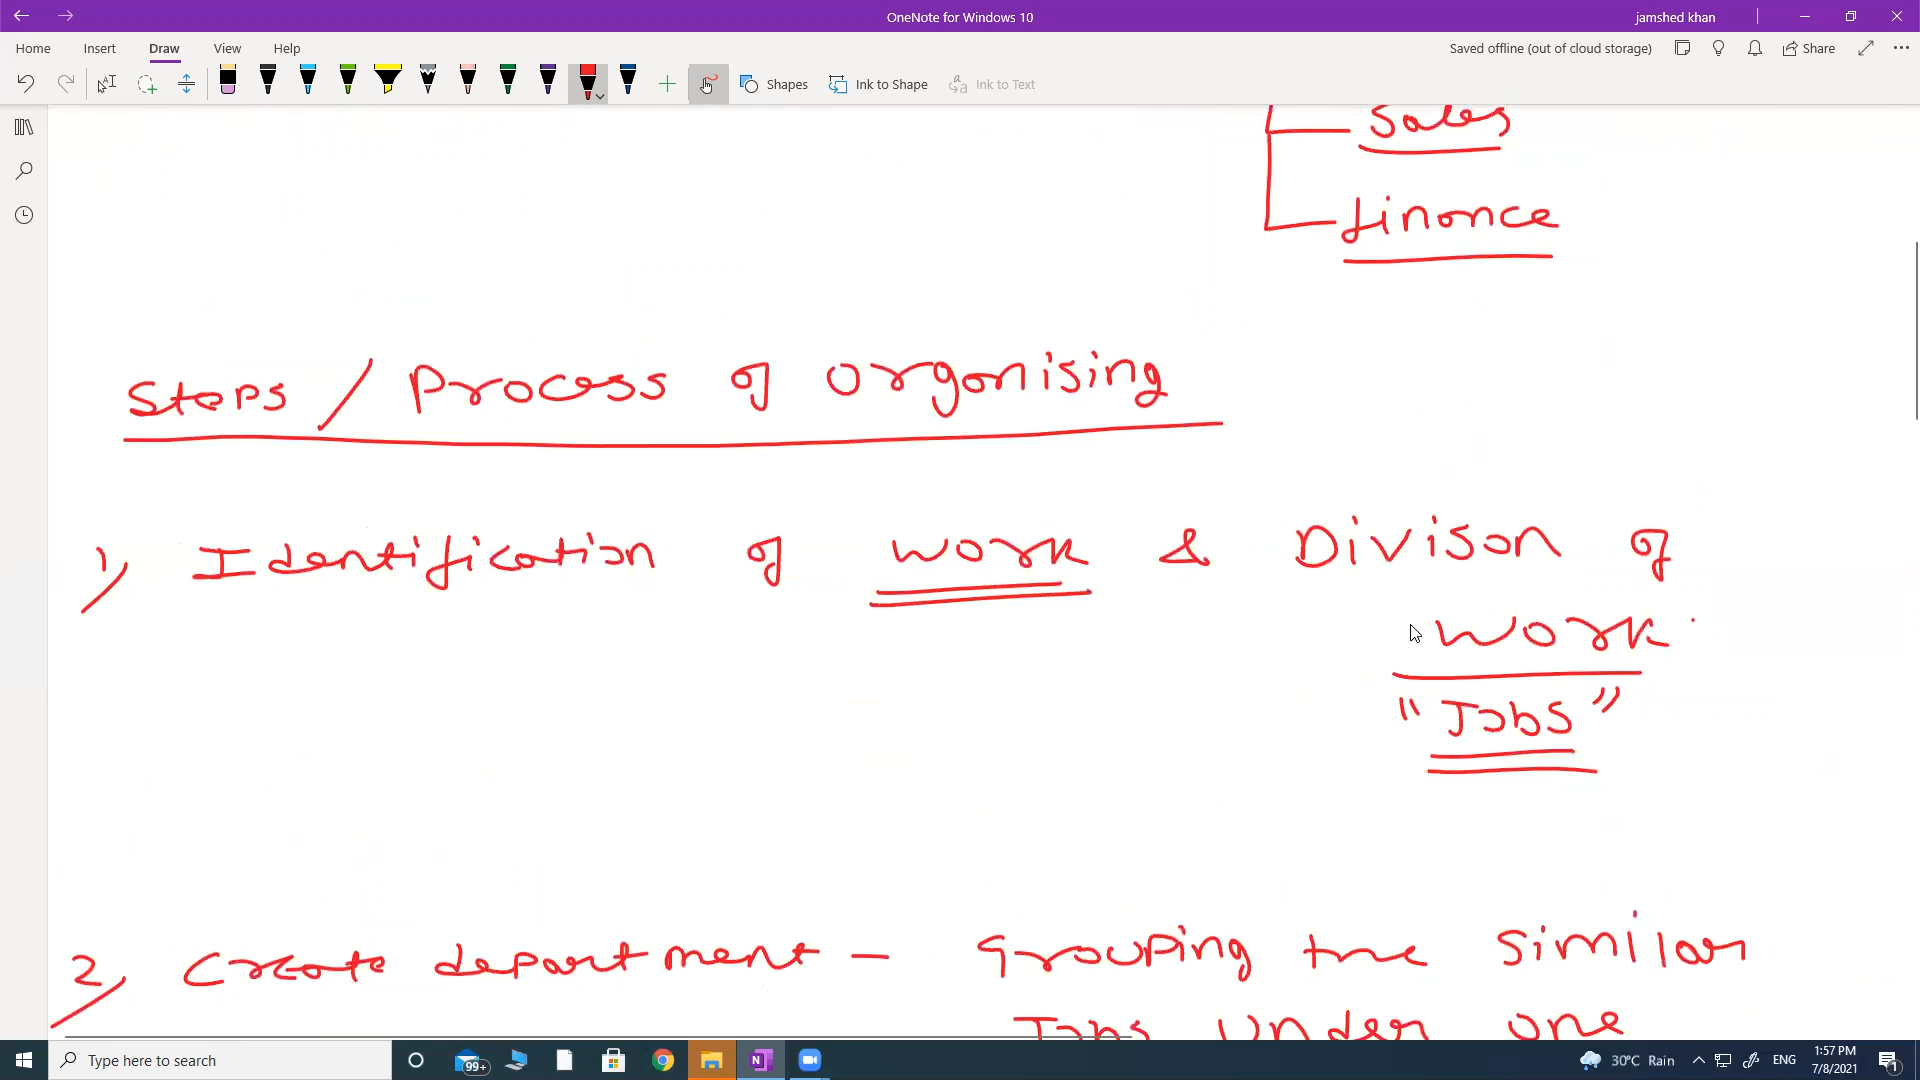 OneNote for Windows 10
jamshed khan
Home Insert Draw View Help
Saved offline (out of cloud storage)
Share
Shapes
Ink to Shape
Ink to Text
Sales
finance
Steps / Process of Organising
1) Identification of work & Divison of
work
"Jobs"
2) Create department - Grouping the similar
Jobs under one
Type here to search
99+
30°C Rain
ENG
1:57 PM
7/8/2021
1